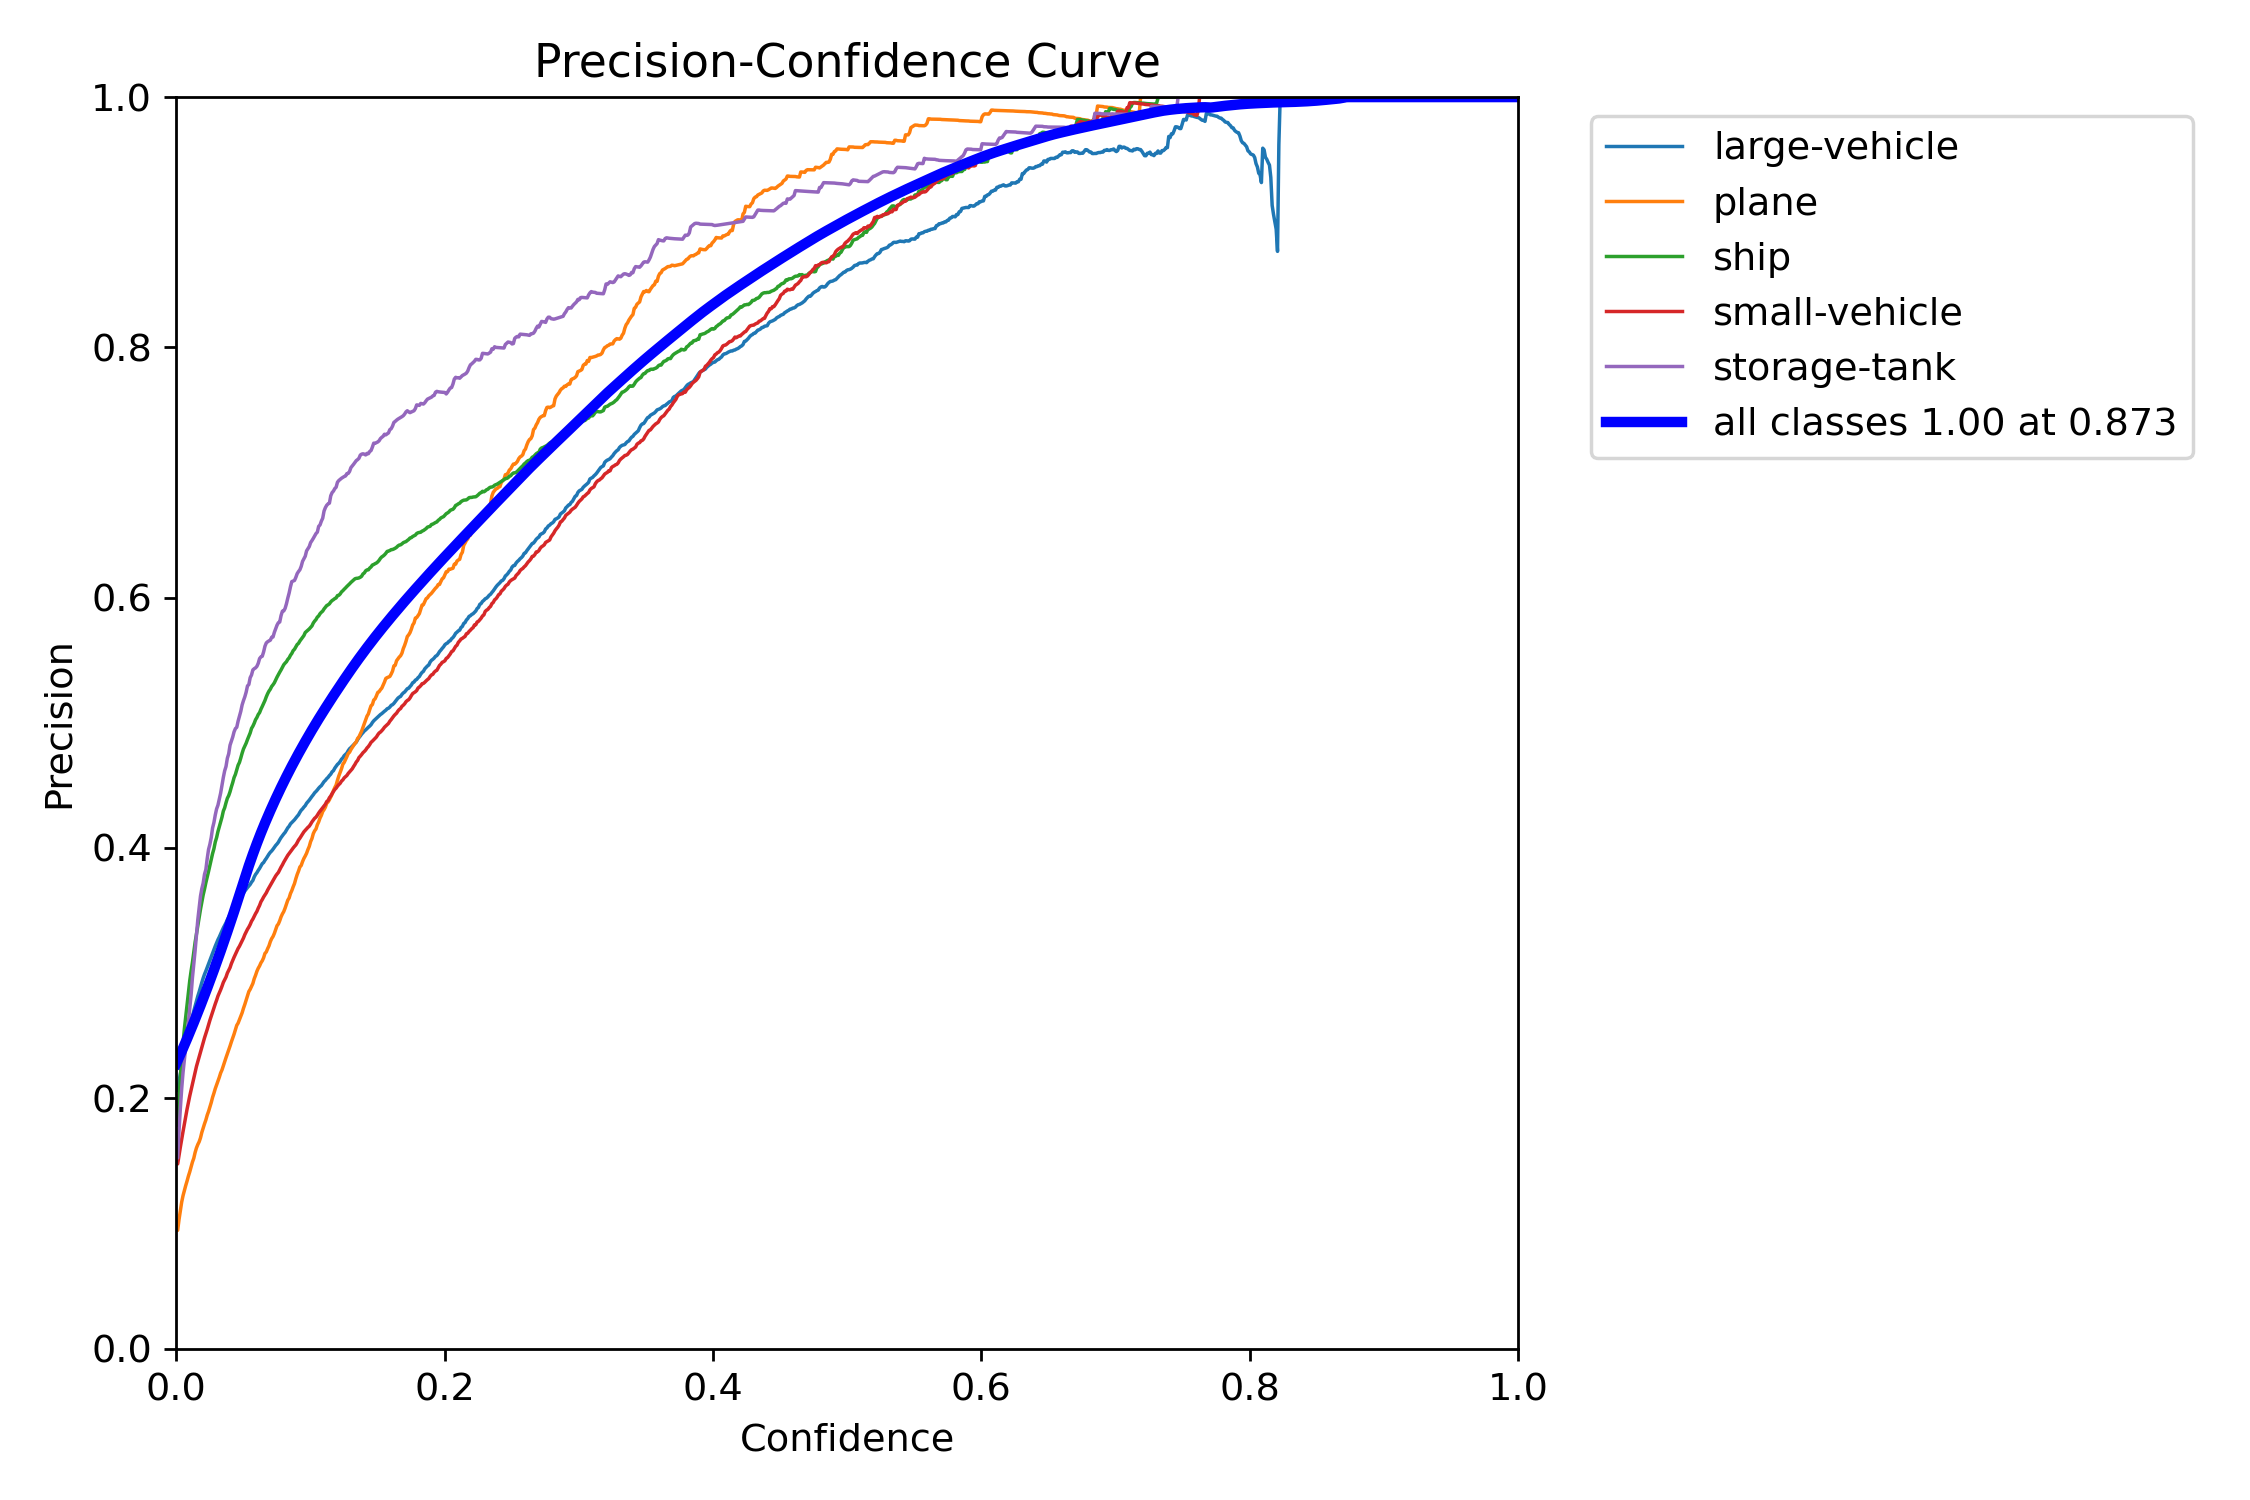 Precision-Confidence Curve
1.0
0.8
0.6
0.4
0.2
0.0
Precision
0.0 0.2 0.4 0.6 0.8 1.0
Confidence
large-vehicle
plane
ship
small-vehicle
storage-tank
all classes 1.00 at 0.873